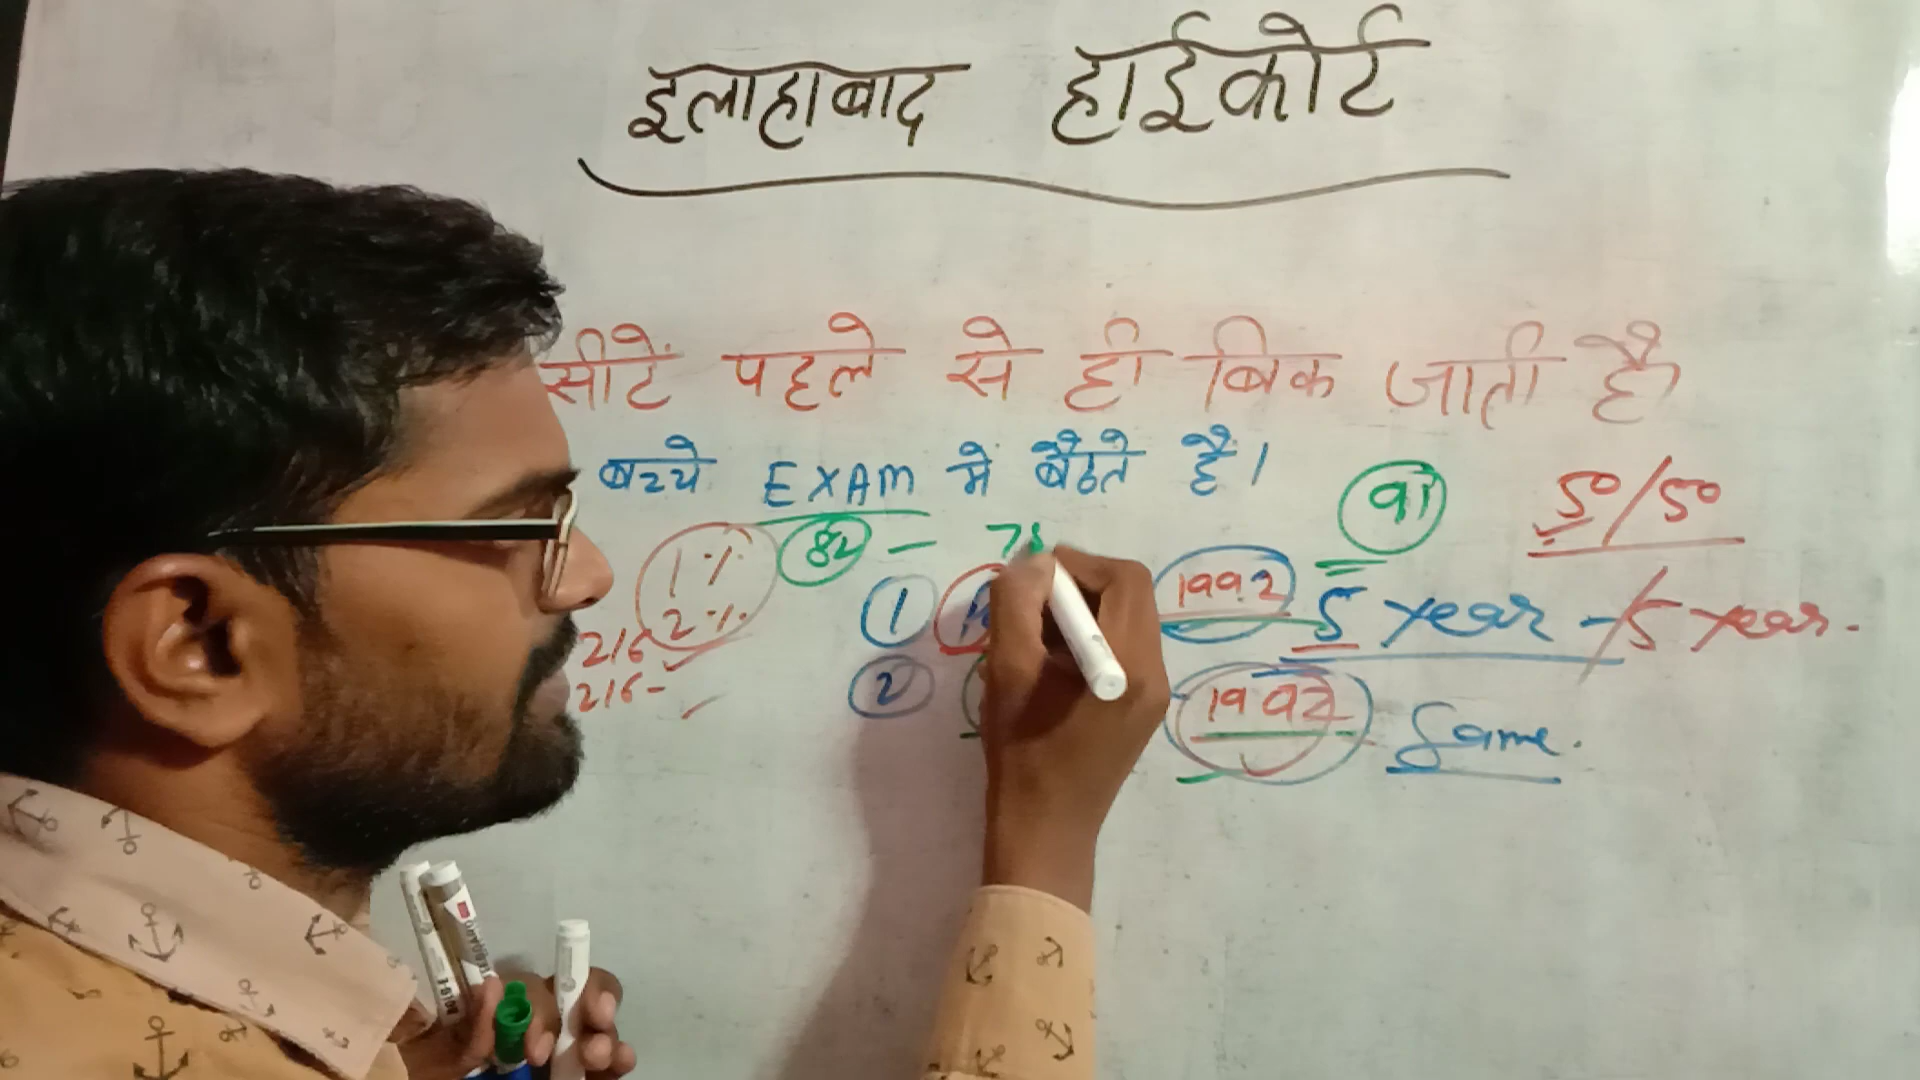 इलाहाबाद हाईकोर्ट
सीटें पहले से ही बिक जाती है
बच्चे EXAM में बैठते है।
91 50/50
1% 82 - 7
2% 1 1992 5 year - 5 year.
216
216- 2 1992 Same.